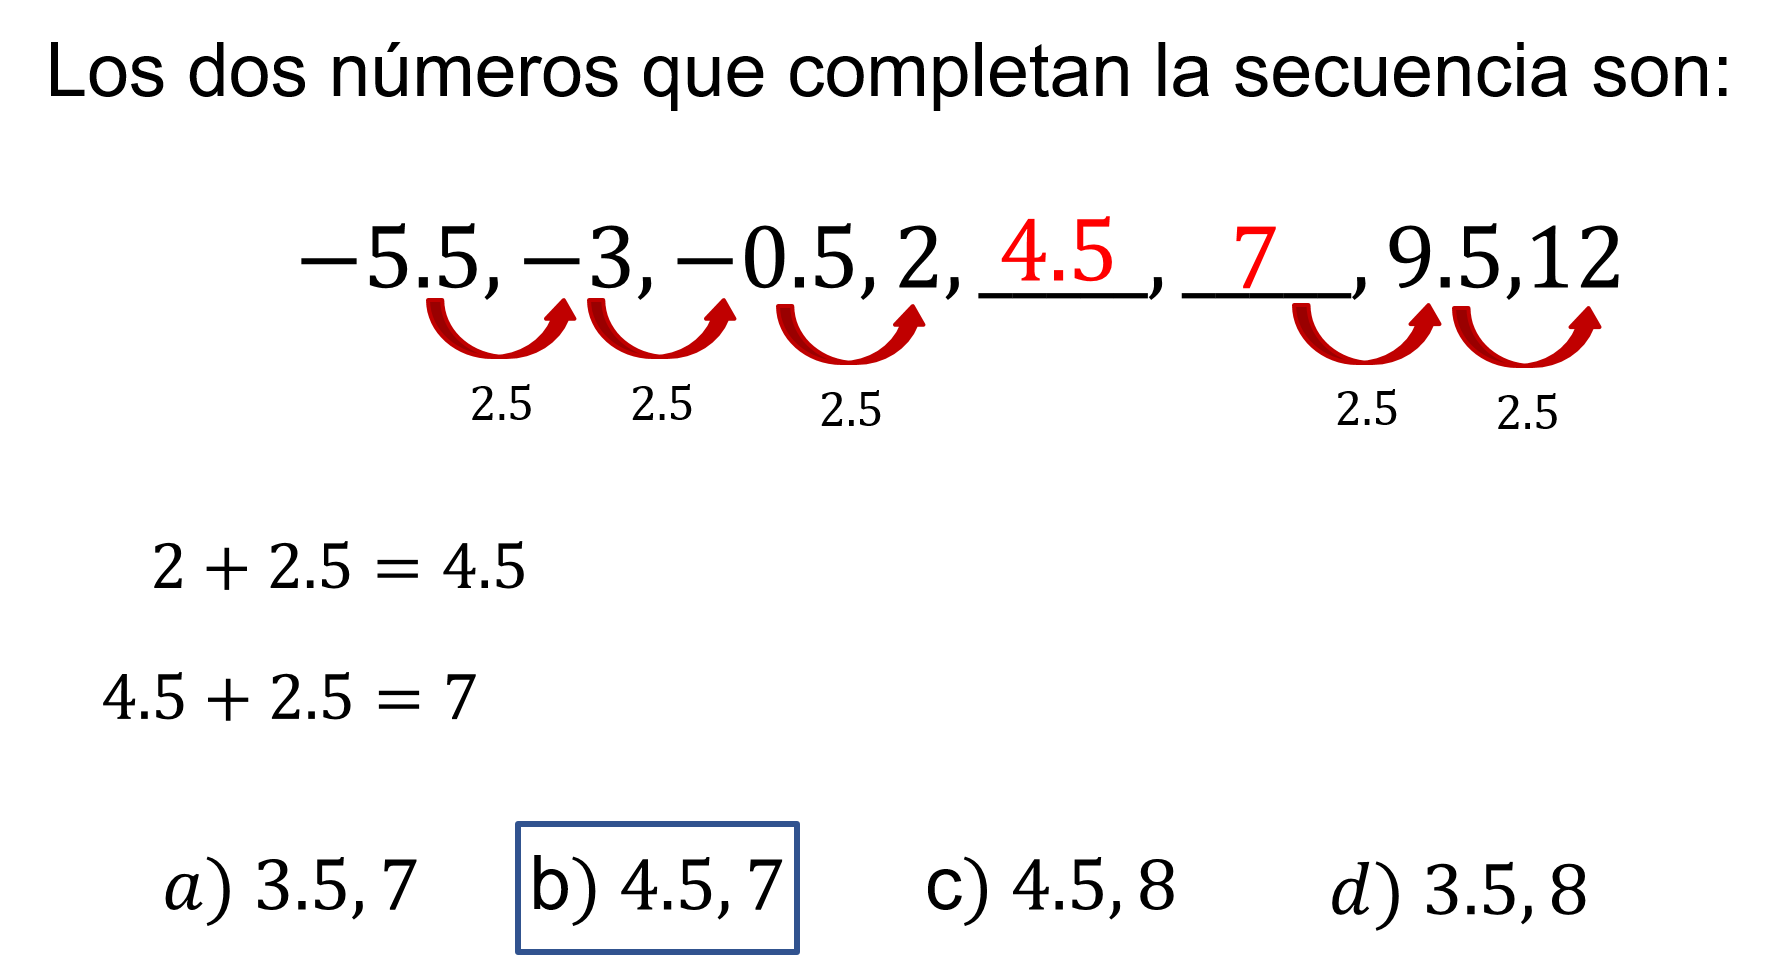 Los dos números que completan la secuencia son:
−5.5, −3, −0.5, 2, 4.5, 7, 9.5,12
2.5 2.5 2.5 2.5 2.5
2 + 2.5 = 4.5
4.5 + 2.5 = 7
a) 3.5, 7 b) 4.5, 7 c) 4.5, 8 d) 3.5, 8